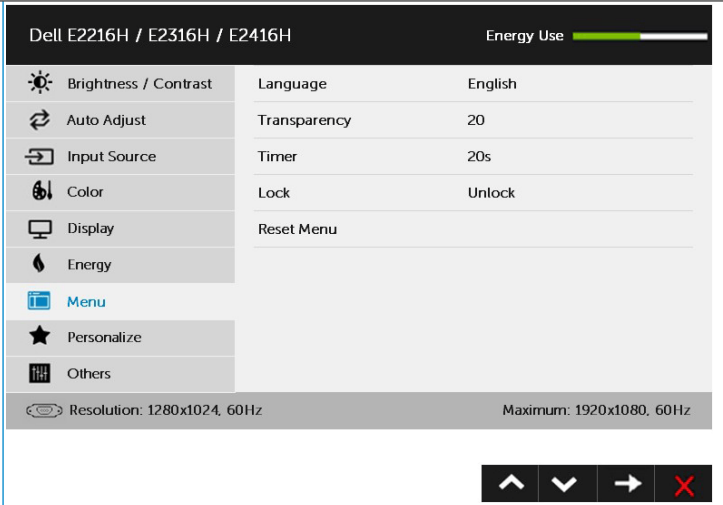 Dell E2216H / E2316H / E2416H
Energy Use
Brightness / Contrast
Auto Adjust
Input Source
Color
Display
Energy
Menu
Personalize
Others
Language English
Transparency 20
Timer 20s
Lock Unlock
Reset Menu
Resolution: 1280x1024, 60Hz
Maximum: 1920x1080, 60Hz